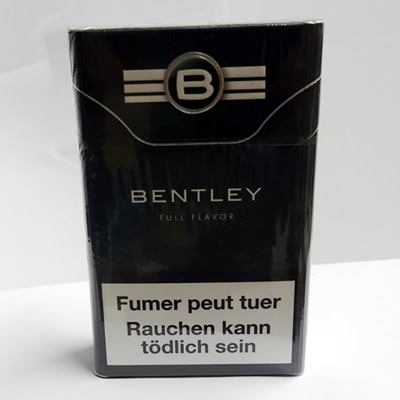 B
BENTLEY
FULL FLAVOR
Fumer peut tuer
Rauchen kann
tödlich sein